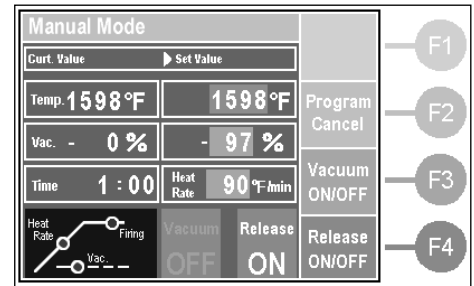 Manual Mode
Curt. Value
Set Value
Temp. 1598°F
1598°F
Vac. - 0 %
- 97 %
Time 1 : 00
Heat Rate 90 °F/min
Heat Rate
Firing
Vac.
Vacuum OFF
Release ON
Program Cancel
Vacuum ON/OFF
Release ON/OFF
F1
F2
F3
F4